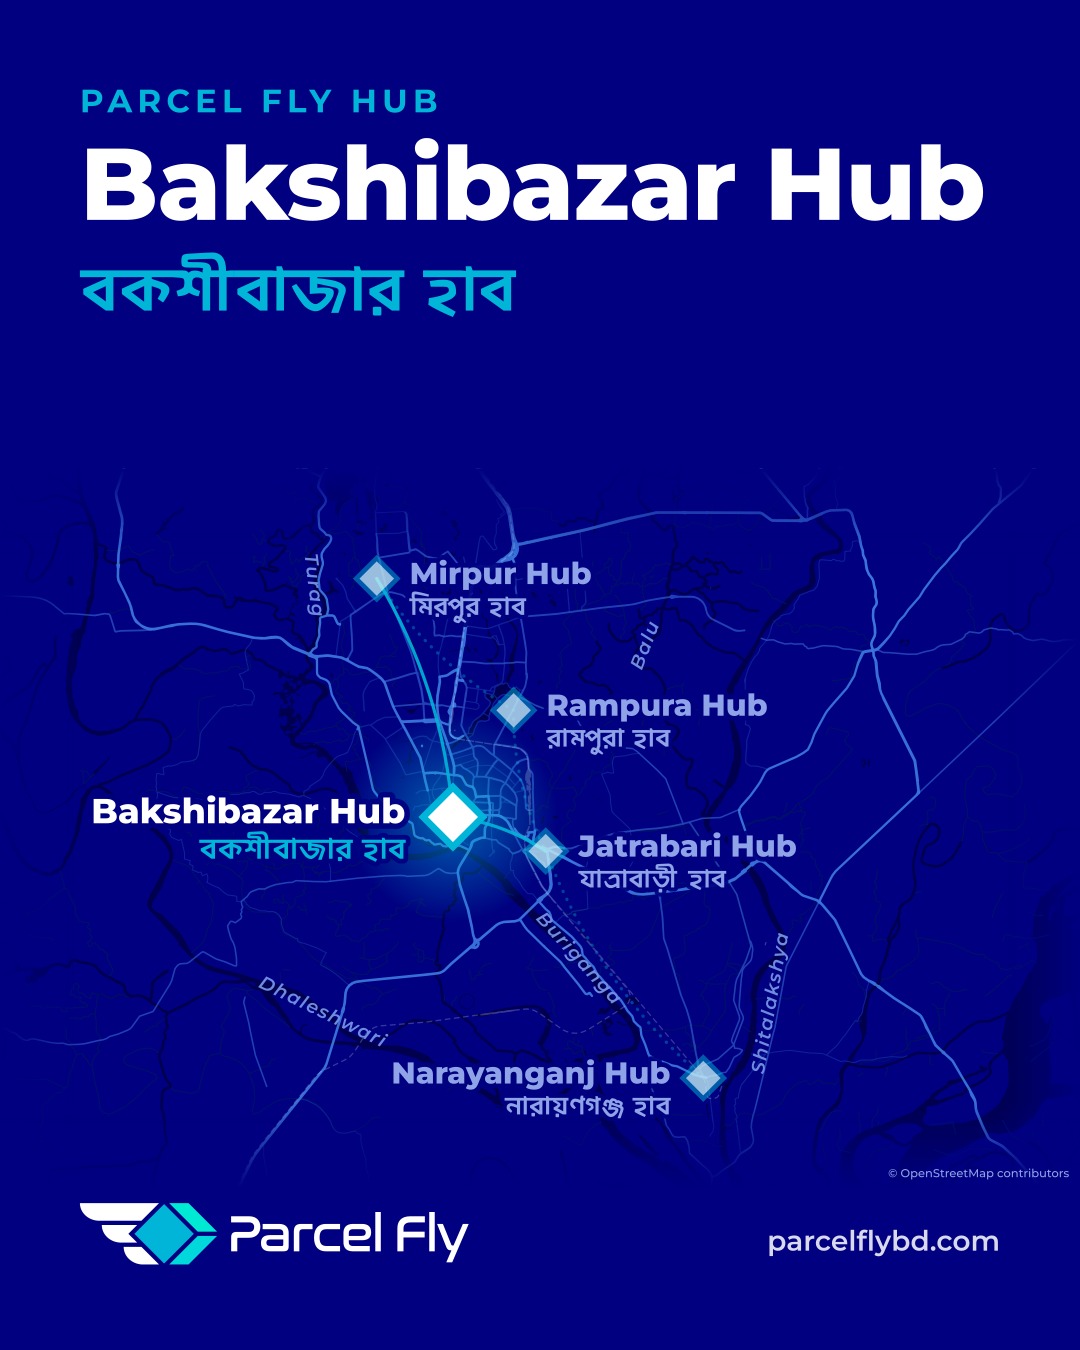 PARCEL FLY HUB
Bakshibazar Hub
বকশীবাজার হাব
Turag
Mirpur Hub
মিরপুর হাব
Balu
Rampura Hub
রামপুরা হাব
Bakshibazar Hub
বকশীবাজার হাব
Jatrabari Hub
যাত্রাবাড়ী হাব
Buriganga
Shitalakshya
Dhaleshwari
Narayanganj Hub
নারায়ণগঞ্জ হাব
© OpenStreetMap contributors
Parcel Fly
parcelflybd.com